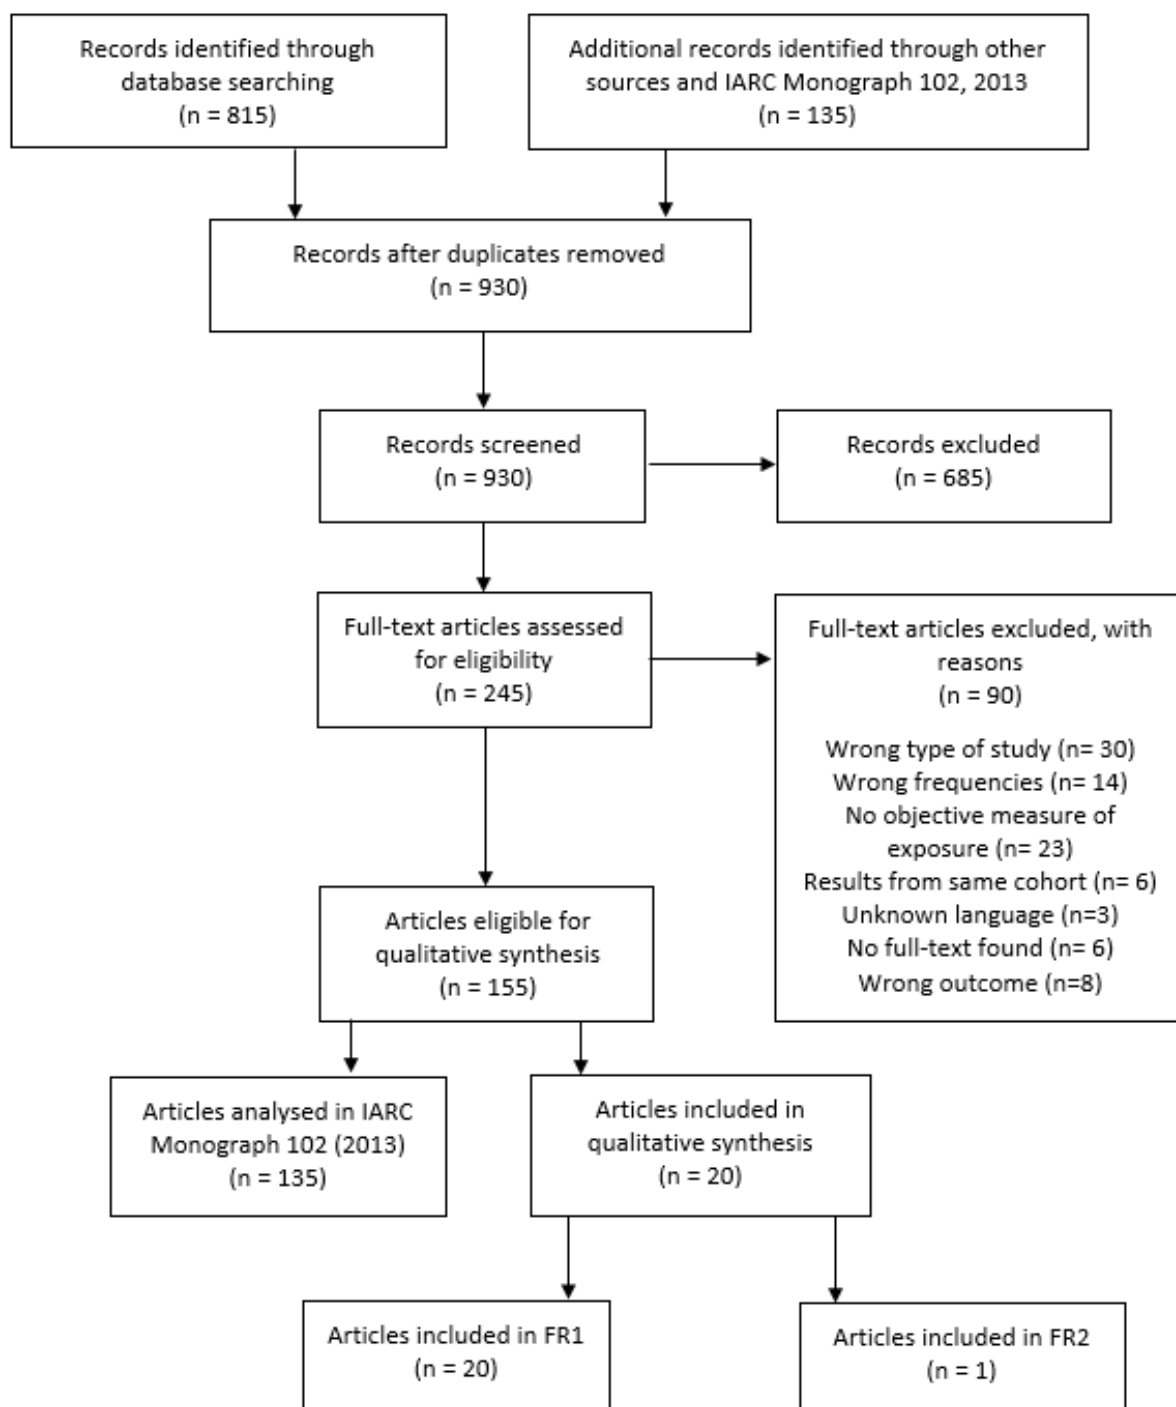 Records identified through
database searching
(n = 815)
Additional records identified through other
sources and IARC Monograph 102, 2013
(n = 135)
Records after duplicates removed
(n = 930)
Records screened
(n = 930)
Records excluded
(n = 685)
Full-text articles assessed
for eligibility
(n = 245)
Full-text articles excluded, with
reasons
(n = 90)
Wrong type of study (n= 30)
Wrong frequencies (n= 14)
No objective measure of
exposure (n= 23)
Results from same cohort (n= 6)
Unknown language (n=3)
No full-text found (n= 6)
Wrong outcome (n=8)
Articles eligible for
qualitative synthesis
(n = 155)
Articles analysed in IARC
Monograph 102 (2013)
(n = 135)
Articles included in
qualitative synthesis
(n = 20)
Articles included in FR1
(n = 20)
Articles included in FR2
(n = 1)